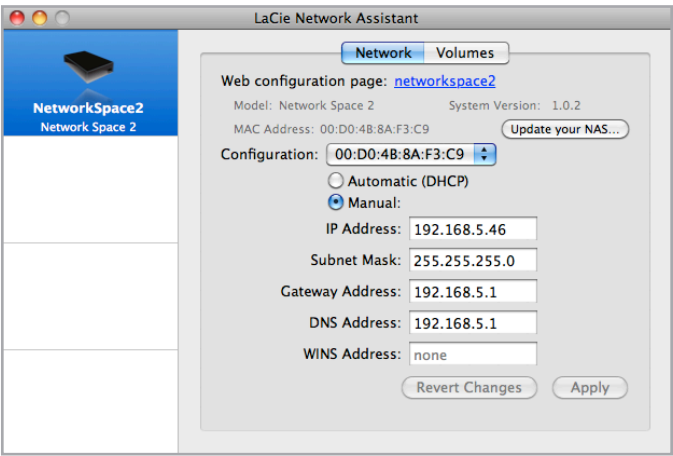 LaCie Network Assistant
NetworkSpace2
Network Space 2
Network Volumes
Web configuration page: networkspace2
Model: Network Space 2 System Version: 1.0.2
MAC Address: 00:D0:4B:8A:F3:C9 Update your NAS...
Configuration: 00:D0:4B:8A:F3:C9
Automatic (DHCP)
Manual:
IP Address: 192.168.5.46
Subnet Mask: 255.255.255.0
Gateway Address: 192.168.5.1
DNS Address: 192.168.5.1
WINS Address: none
Revert Changes Apply